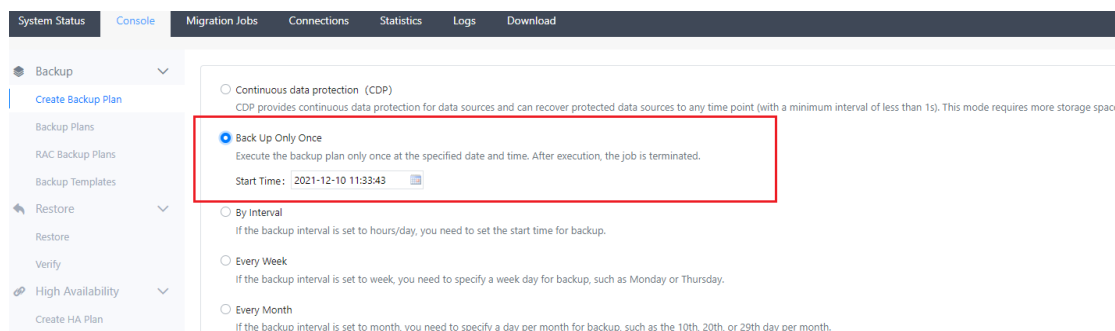 System Status Console Migration Jobs Connections Statistics Logs Download
Backup
Create Backup Plan
Backup Plans
RAC Backup Plans
Backup Templates
Restore
Restore
Verify
High Availability
Create HA Plan
Continuous data protection (CDP)
CDP provides continuous data protection for data sources and can recover protected data sources to any time point (with a minimum interval of less than 1s). This mode requires more storage space
Back Up Only Once
Execute the backup plan only once at the specified date and time. After execution, the job is terminated.
Start Time: 2021-12-10 11:33:43
By Interval
If the backup interval is set to hours/day, you need to set the start time for backup.
Every Week
If the backup interval is set to week, you need to specify a week day for backup, such as Monday or Thursday.
Every Month
If the backup interval is set to month, you need to specify a day per month for backup, such as the 10th, 20th, or 29th day per month.